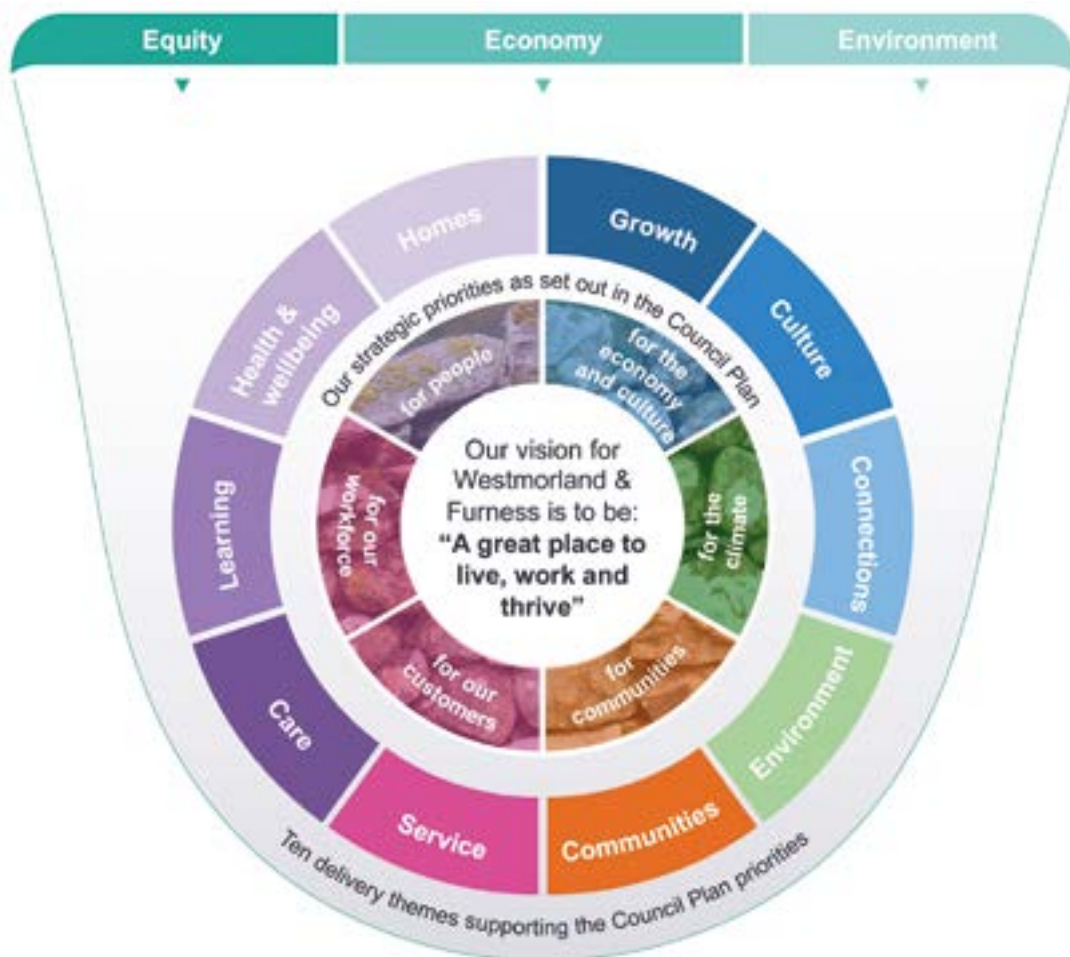 Equity
Economy
Environment
Homes
Growth
Culture
Connections
Environment
Communities
Service
Care
Learning
Health &
wellbeing
Our strategic priorities as set out in the Council Plan
for people
for the
economy
and culture
for the
climate
for
communities
for our
customers
for our
workforce
Our vision for
Westmorland &
Furness is to be:
“A great place to
live, work and
thrive”
Ten delivery themes supporting the Council Plan priorities